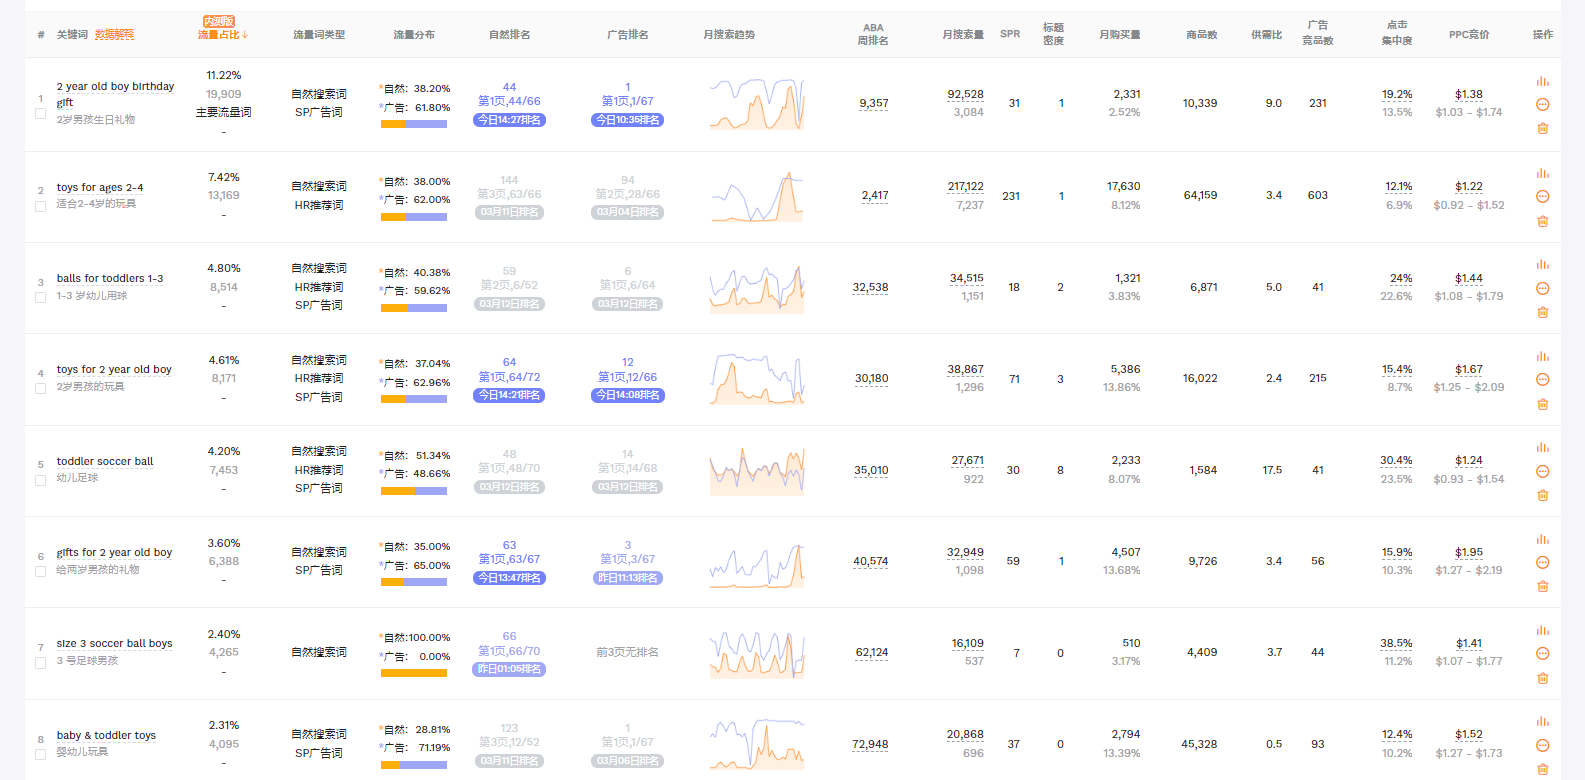 # 关键词 数据解释 内测版 流量占比↓ 流量词类型 流量分布 自然排名 广告排名 月搜索趋势 ABA 周排名 月搜索量 SPR 标题 密度 月购买量 商品数 供需比 广告 竞品数 点击 集中度 PPC竞价 操作
1
2 year old boy birthday
gift
2岁男孩生日礼物
11.22%
19,909
主要流量词
-
自然搜索词
SP广告词
*自然: 38.20%
*广告: 61.80%
44
第1页,44/66
今日14:27排名
1
第1页,1/67
今日10:35排名
9,357
92,528
3,084
31
1
2,331
2.52%
10,339
9.0
231
19.2%
13.5%
$1.38
$1.03 - $1.74
2
toys for ages 2-4
适合2-4岁的玩具
7.42%
13,169
-
自然搜索词
HR推荐词
*自然: 38.00%
*广告: 62.00%
144
第3页,63/66
03月11日排名
94
第2页,28/66
03月04日排名
2,417
217,122
7,237
231
1
17,630
8.12%
64,159
3.4
603
12.1%
6.9%
$1.22
$0.92 - $1.52
3
balls for toddlers 1-3
1-3 岁幼儿用球
4.80%
8,514
-
自然搜索词
HR推荐词
SP广告词
*自然: 40.38%
*广告: 59.62%
59
第2页,6/52
03月12日排名
6
第1页,6/64
03月12日排名
32,538
34,515
1,151
18
2
1,321
3.83%
6,871
5.0
41
24%
22.6%
$1.44
$1.08 - $1.79
4
toys for 2 year old boy
2岁男孩的玩具
4.61%
8,171
-
自然搜索词
HR推荐词
SP广告词
*自然: 37.04%
*广告: 62.96%
64
第1页,64/72
今日14:21排名
12
第1页,12/66
今日14:08排名
30,180
38,867
1,296
71
3
5,386
13.86%
16,022
2.4
215
15.4%
8.7%
$1.67
$1.25 - $2.09
5
toddler soccer ball
幼儿足球
4.20%
7,453
-
自然搜索词
HR推荐词
SP广告词
*自然: 51.34%
*广告: 48.66%
48
第1页,48/70
03月12日排名
14
第1页,14/68
03月12日排名
35,010
27,671
922
30
8
2,233
8.07%
1,584
17.5
41
30.4%
23.5%
$1.24
$0.93 - $1.54
6
gifts for 2 year old boy
给两岁男孩的礼物
3.60%
6,388
-
自然搜索词
SP广告词
*自然: 35.00%
*广告: 65.00%
63
第1页,63/67
今日13:47排名
3
第1页,3/67
昨日11:13排名
40,574
32,949
1,098
59
1
4,507
13.68%
9,726
3.4
56
15.9%
10.3%
$1.95
$1.27 - $2.19
7
size 3 soccer ball boys
3 号足球男孩
2.40%
4,265
-
自然搜索词
*自然:100.00%
*广告: 0.00%
66
第1页,66/70
昨日01:05排名
前3页无排名
62,124
16,109
537
7
0
510
3.17%
4,409
3.7
44
38.5%
11.2%
$1.41
$1.07 - $1.77
8
baby & toddler toys
婴幼儿玩具
2.31%
4,095
-
自然搜索词
SP广告词
*自然: 28.81%
*广告: 71.19%
123
第3页,12/52
03月11日排名
1
第1页,1/67
03月06日排名
72,948
20,868
696
37
0
2,794
13.39%
45,328
0.5
93
12.4%
10.2%
$1.52
$1.27 - $1.73